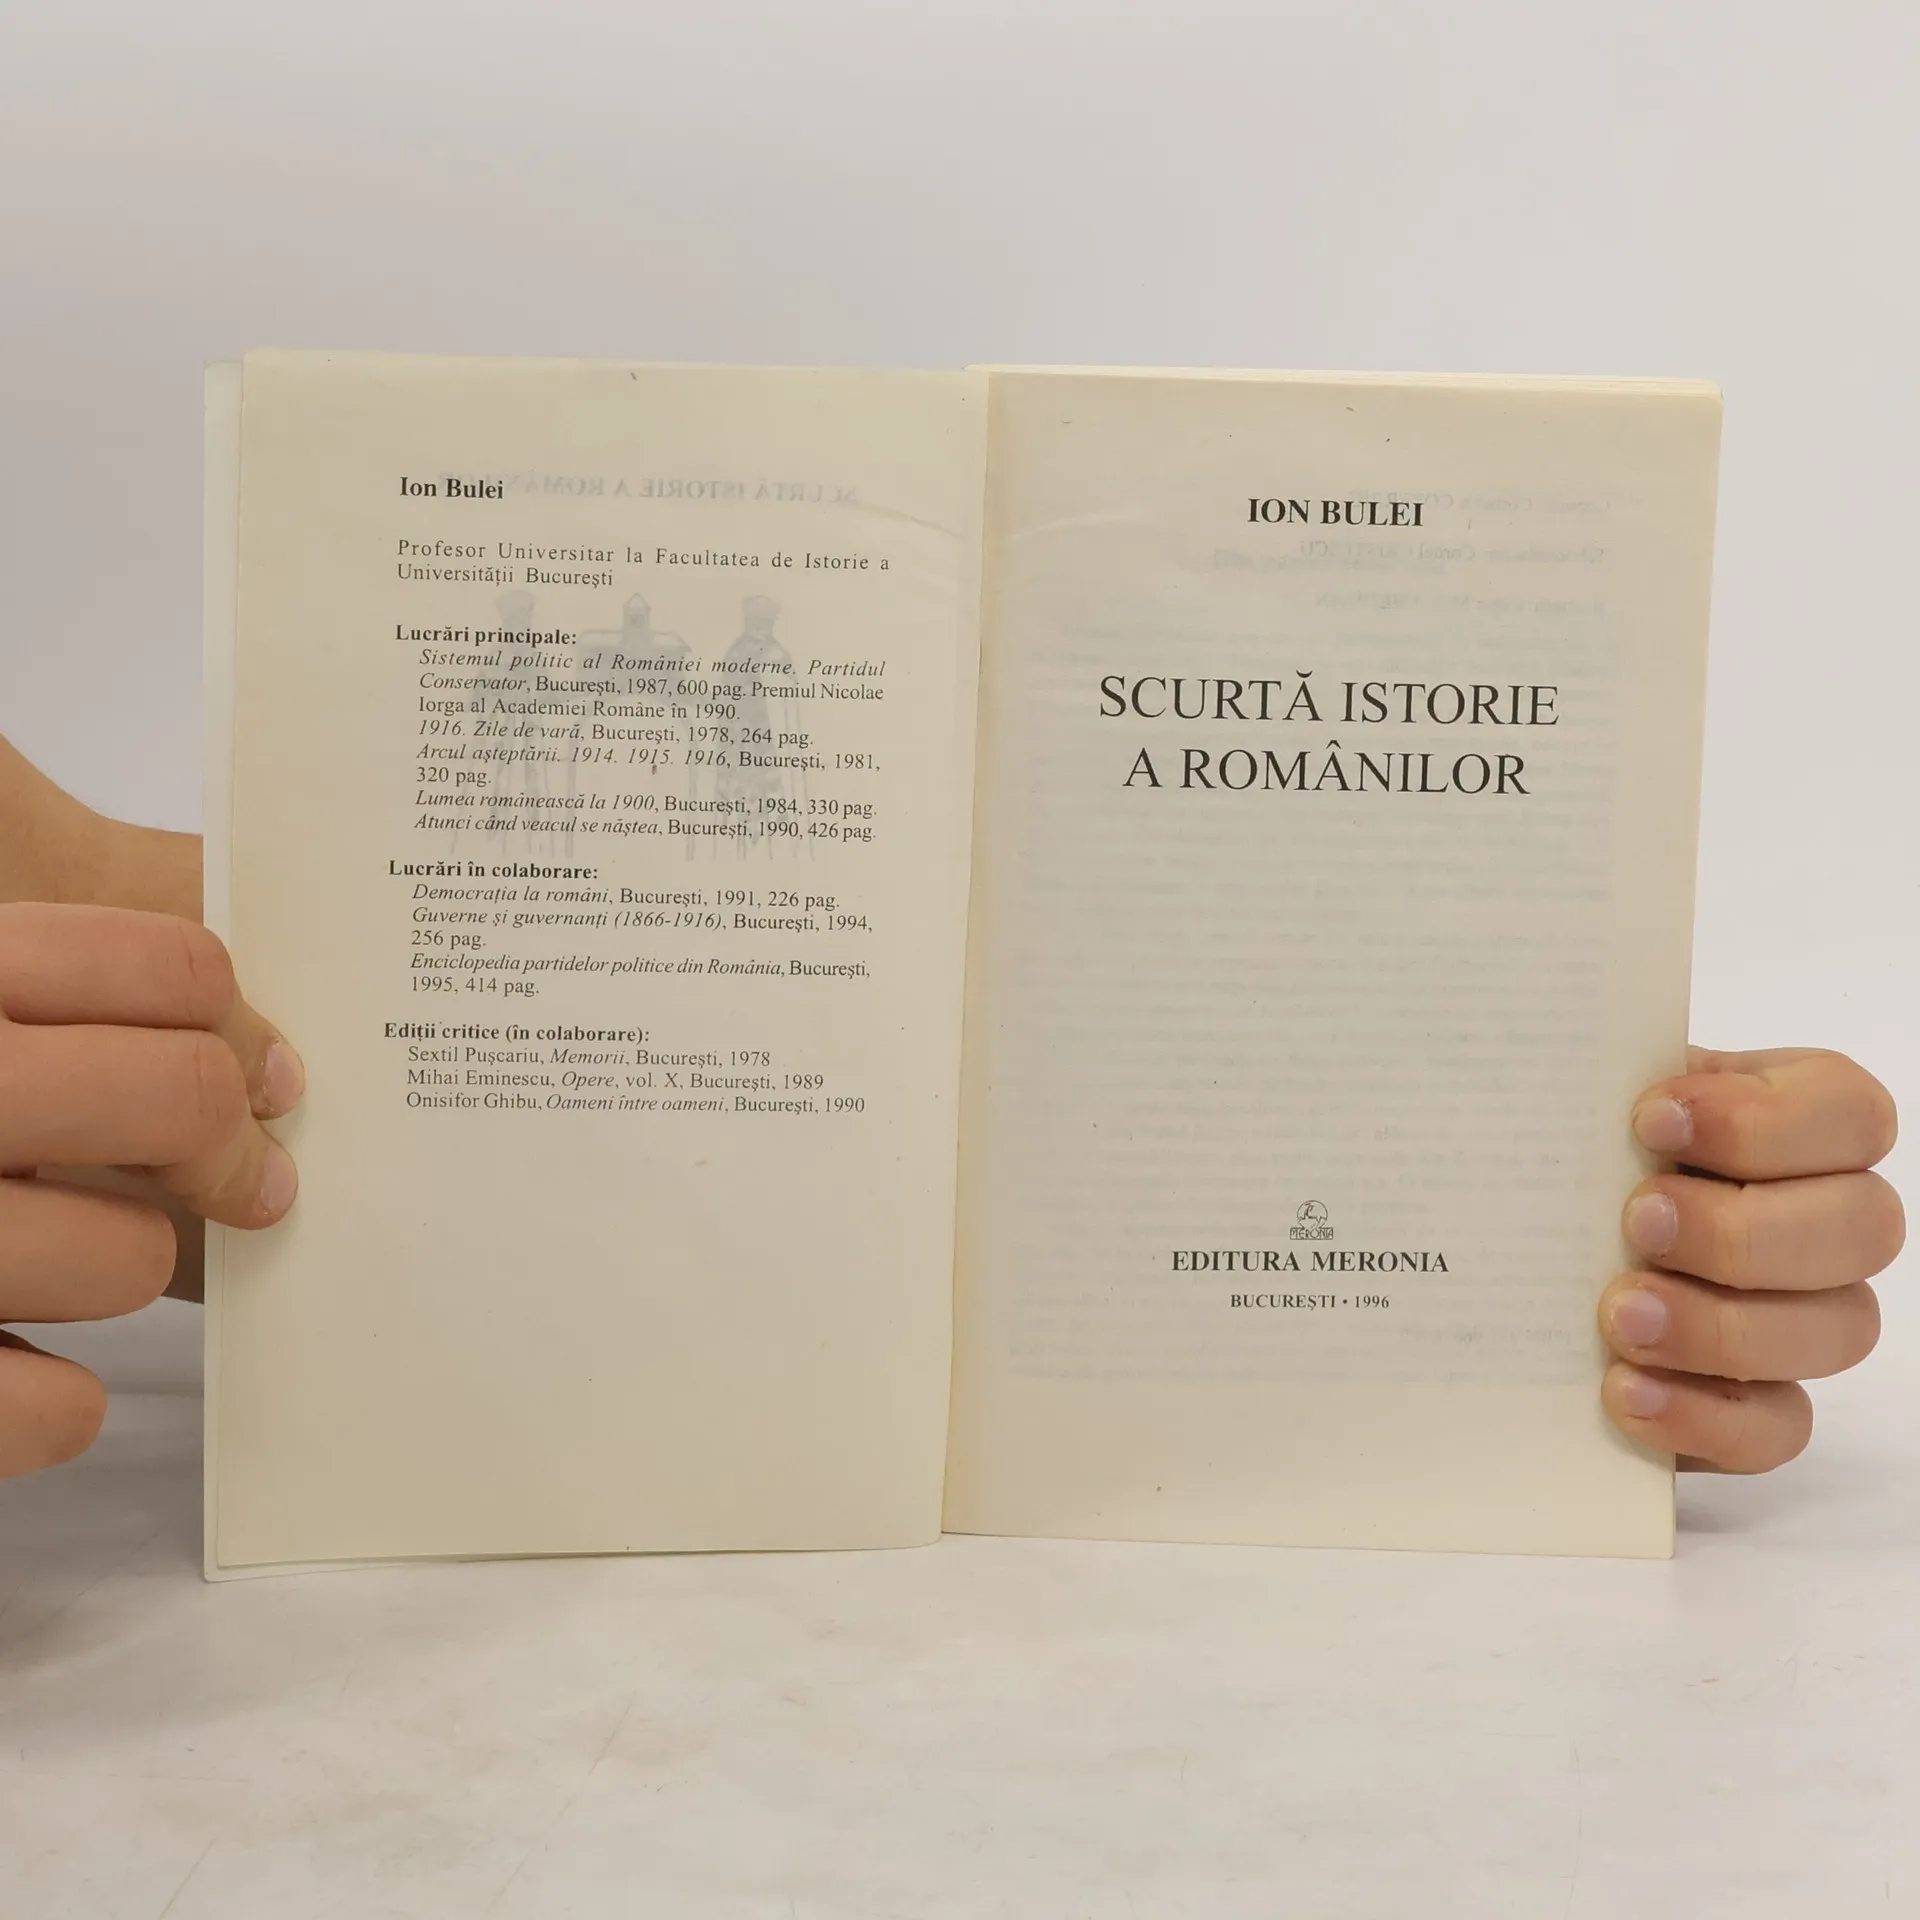 Ion Bulei
Profesor Universitar la Facultatea de Istorie a
Universității București
Lucrări principale:
Sistemul politic al României moderne. Partidul
Conservator, București, 1987, 600 pag. Premiul Nicolae
Iorga al Academiei Române în 1990.
1916. Zile de vară, București, 1978, 264 pag.
Arcul așteptării. 1914. 1915. 1916, București, 1981,
320 pag.
Lumea românească la 1900, București, 1984, 330 pag.
Atunci când veacul se năștea, București, 1990, 426 pag.
Lucrări în colaborare:
Democrația la români, București, 1991, 226 pag.
Guverne și guvernanți (1866-1916), București, 1994,
256 pag.
Enciclopedia partidelor politice din România, București,
1995, 414 pag.
Ediții critice (în colaborare):
Sextil Pușcariu, Memorii, București, 1978
Mihai Eminescu, Opere, vol. X, București, 1989
Onisifor Ghibu, Oameni între oameni, București, 1990
ION BULEI
SCURTĂ ISTORIE
A ROMÂNILOR
MERONIA
EDITURA MERONIA
BUCUREȘTI • 1996